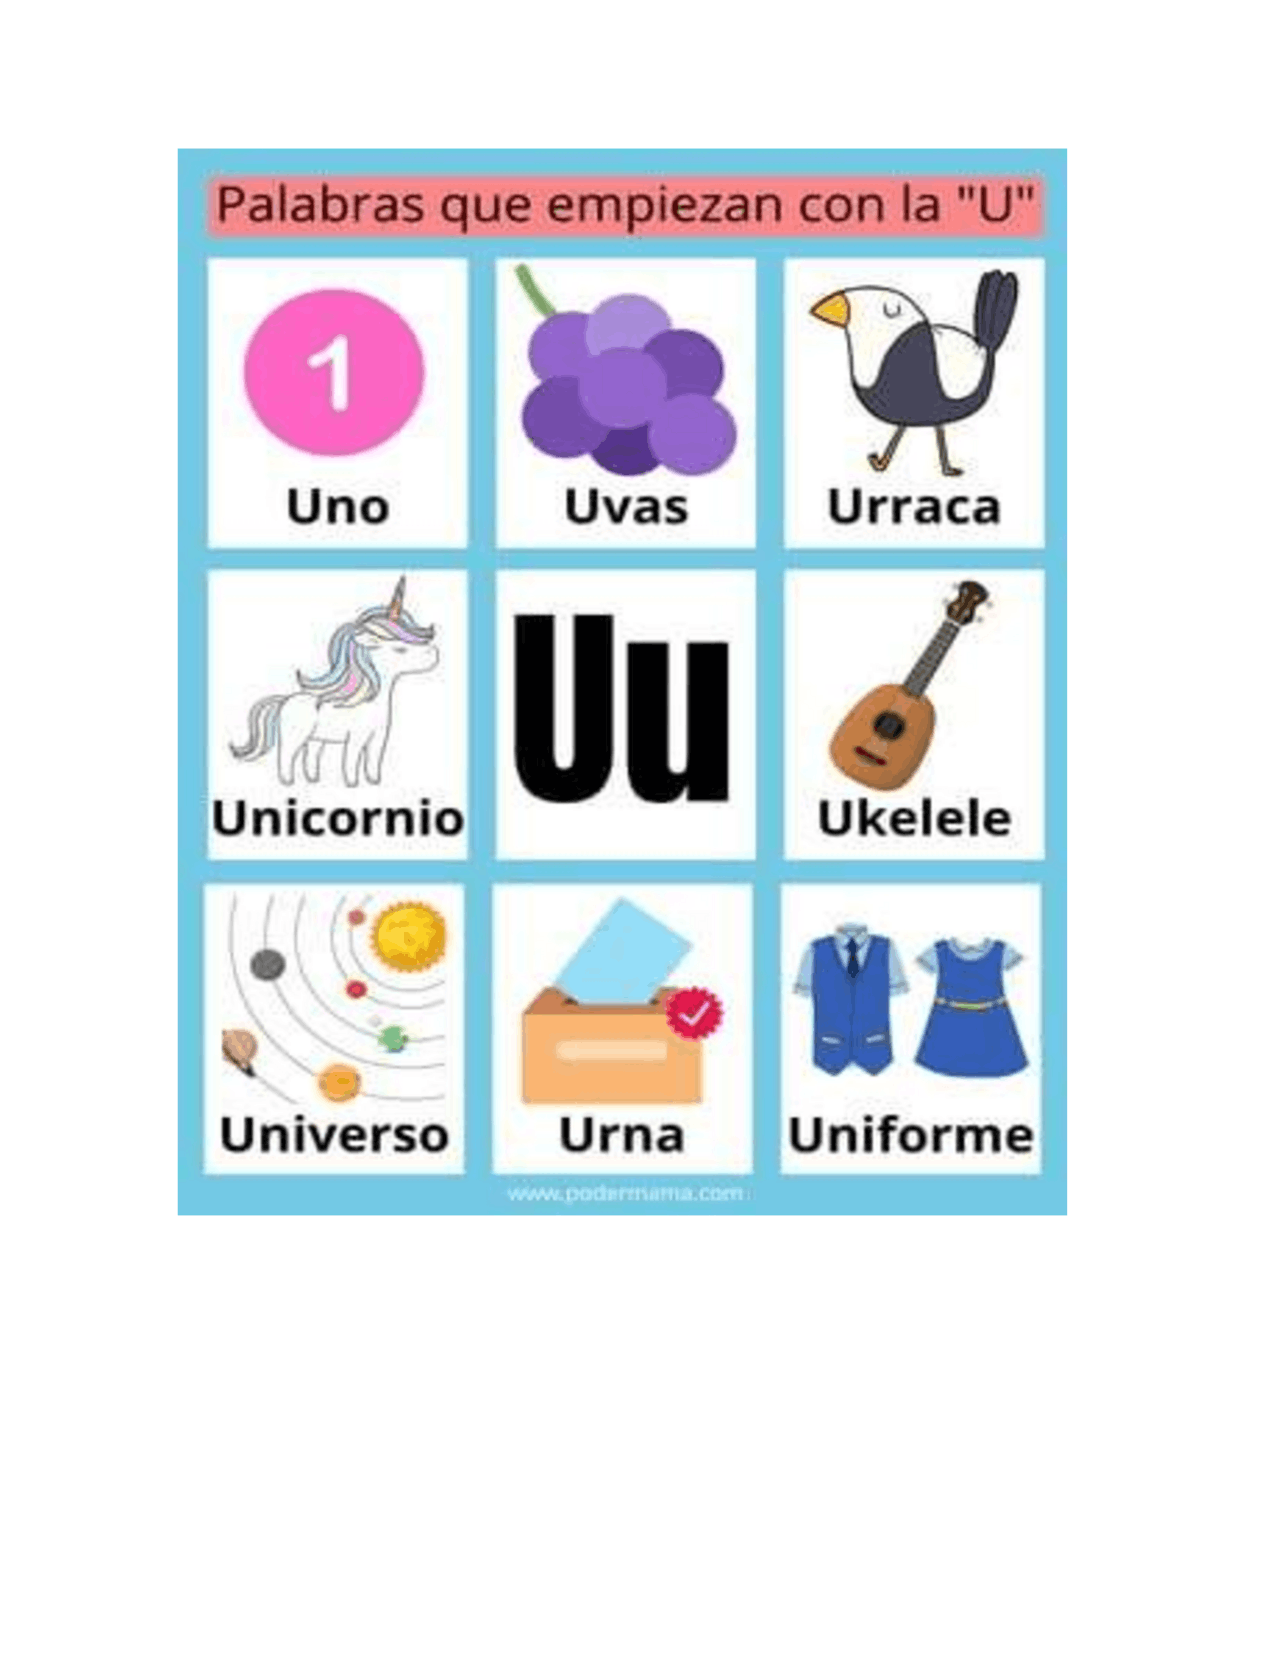 Palabras que empiezan con la "U"
1
Uno
Uvas
Urraca
Unicornio
Uu
Ukelele
Universo
Urna
Uniforme
www.podermama.com